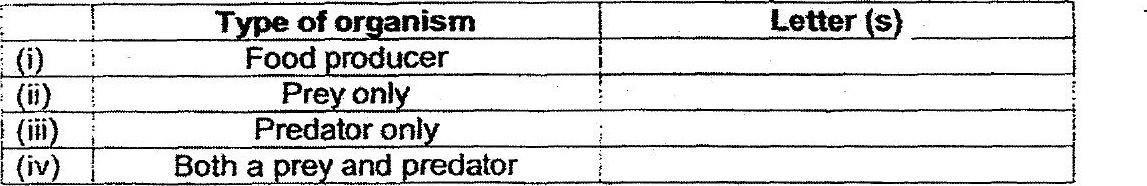 Type of organism Letter (s)
(i) Food producer
(ii) Prey only
(iii) Predator only
(iv) Both a prey and predator